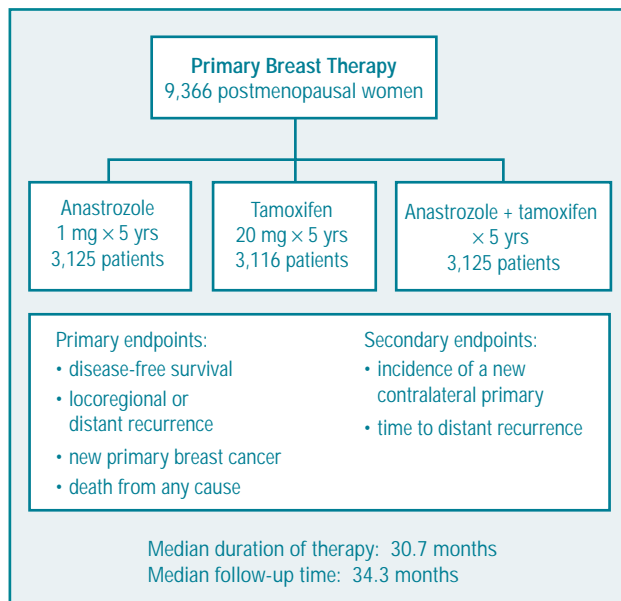 Primary Breast Therapy
9,366 postmenopausal women
Anastrozole
1 mg × 5 yrs
3,125 patients
Tamoxifen
20 mg × 5 yrs
3,116 patients
Anastrozole + tamoxifen
× 5 yrs
3,125 patients
Primary endpoints:
• disease-free survival
• locoregional or
distant recurrence
• new primary breast cancer
• death from any cause
Secondary endpoints:
• incidence of a new
contralateral primary
• time to distant recurrence
Median duration of therapy: 30.7 months
Median follow-up time: 34.3 months